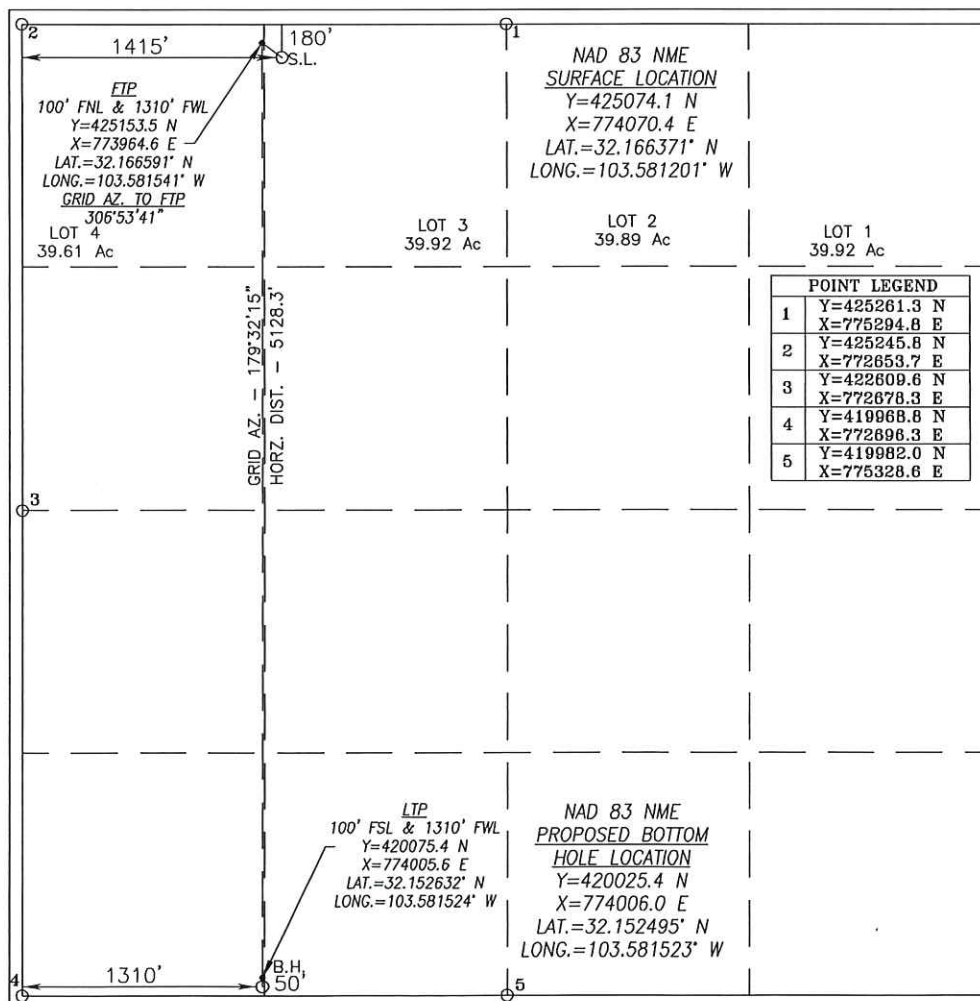 2
1415'
180'
S.L.
1
FTP
100' FNL & 1310' FWL
Y=425153.5 N
X=773964.6 E
LAT.=32.166591° N
LONG.=103.581541° W
GRID AZ. TO FTP
306°53'41"
NAD 83 NME
SURFACE LOCATION
Y=425074.1 N
X=774070.4 E
LAT.=32.166371° N
LONG.=103.581201° W
LOT 4
39.61 Ac
LOT 3
39.92 Ac
LOT 2
39.89 Ac
LOT 1
39.92 Ac
GRID AZ. - 179°32'15"
HORZ. DIST. - 5128.3'
POINT LEGEND
1
Y=425261.3 N
X=775294.8 E
2
Y=425245.8 N
X=772653.7 E
3
Y=422609.6 N
X=772678.3 E
4
Y=419968.8 N
X=772696.3 E
5
Y=419982.0 N
X=775328.6 E
3
LTP
100' FSL & 1310' FWL
Y=420075.4 N
X=774005.6 E
LAT.=32.152632° N
LONG.=103.581524° W
NAD 83 NME
PROPOSED BOTTOM
HOLE LOCATION
Y=420025.4 N
X=774006.0 E
LAT.=32.152495° N
LONG.=103.581523° W
4
1310'
B.H.
50'
5